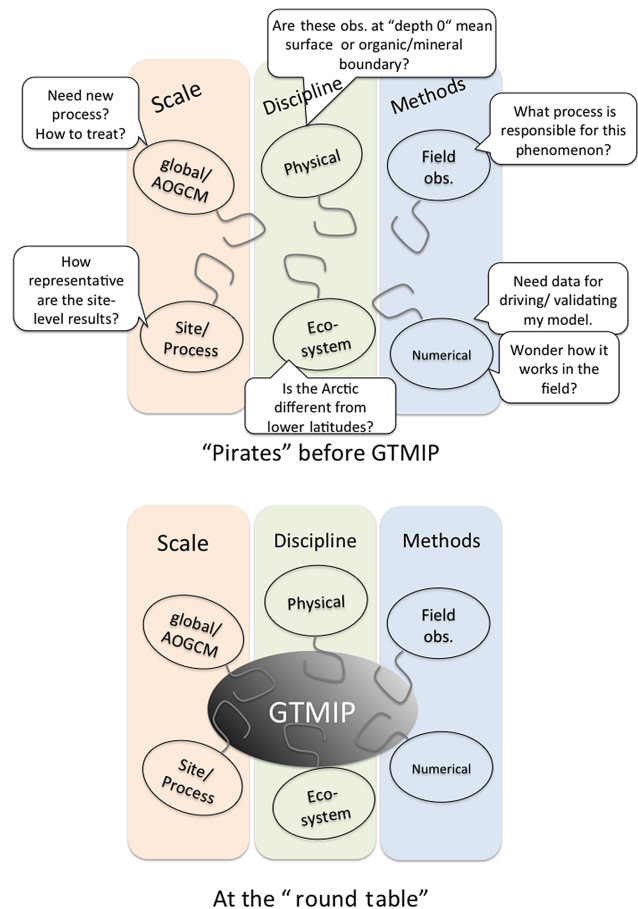 Are these obs. at “depth 0“ mean
surface or organic/mineral
boundary?
Scale
Discipline
Methods
Need new
process?
How to treat?
What process is
responsible for this
phenomenon?
global/
AOGCM
Physical
Field
obs.
How
representative
are the site-
level results?
Site/
Process
Eco-
system
Numerical
Need data for
driving/ validating
my model.
Wonder how it
works in the
field?
Is the Arctic
different from
lower latitudes?
“Pirates” before GTMIP
Scale
Discipline
Methods
global/
AOGCM
Physical
Field
obs.
GTMIP
Site/
Process
Eco-
system
Numerical
At the “ round table”